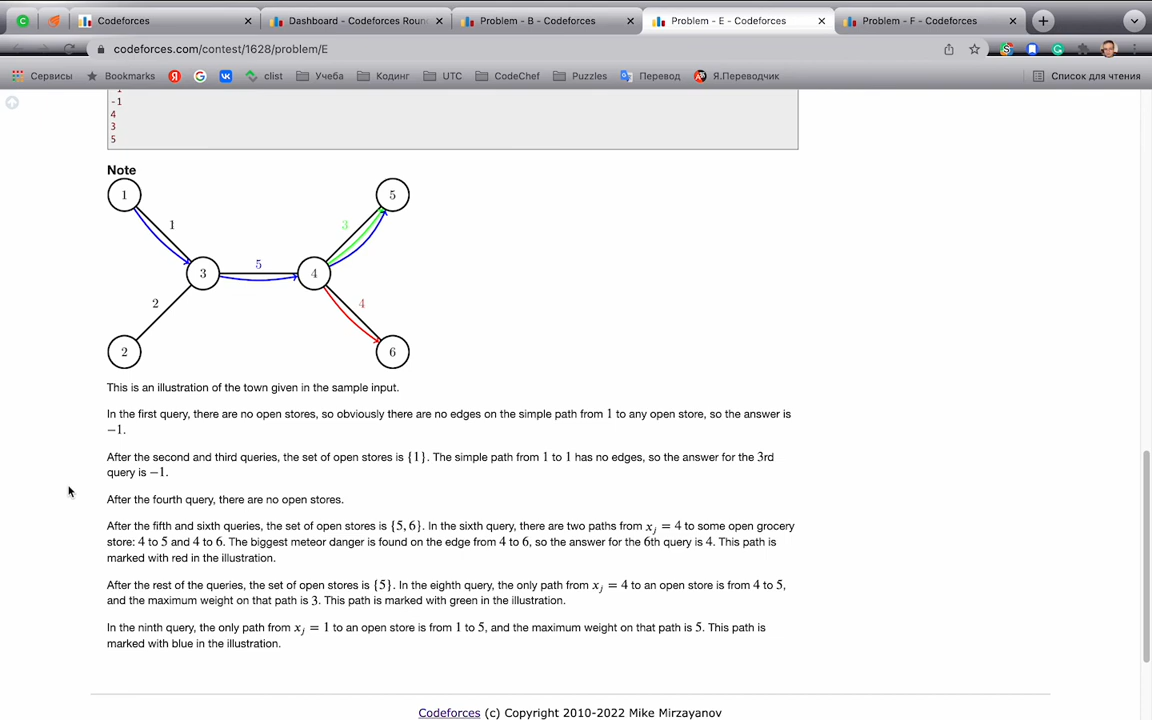 Codeforces
Dashboard - Codeforces Roun
Problem - B - Codeforces
Problem - E - Codeforces
Problem - F - Codeforces
codeforces.com/contest/1628/problem/E
Сервисы
Bookmarks
clist
Учеба
Кодинг
UTC
CodeChef
Puzzles
Перевод
Я.Переводчик
Список для чтения
-1
4
3
5
Note
1
5
1
3
5
3
4
2
4
2
6
This is an illustration of the town given in the sample input.
In the first query, there are no open stores, so obviously there are no edges on the simple path from 1 to any open store, so the answer is
−1.
After the second and third queries, the set of open stores is {1}. The simple path from 1 to 1 has no edges, so the answer for the 3rd
query is −1.
After the fourth query, there are no open stores.
After the fifth and sixth queries, the set of open stores is {5, 6}. In the sixth query, there are two paths from xj = 4 to some open grocery
store: 4 to 5 and 4 to 6. The biggest meteor danger is found on the edge from 4 to 6, so the answer for the 6th query is 4. This path is
marked with red in the illustration.
After the rest of the queries, the set of open stores is {5}. In the eighth query, the only path from xj = 4 to an open store is from 4 to 5,
and the maximum weight on that path is 3. This path is marked with green in the illustration.
In the ninth query, the only path from xj = 1 to an open store is from 1 to 5, and the maximum weight on that path is 5. This path is
marked with blue in the illustration.
Codeforces (c) Copyright 2010-2022 Mike Mirzayanov